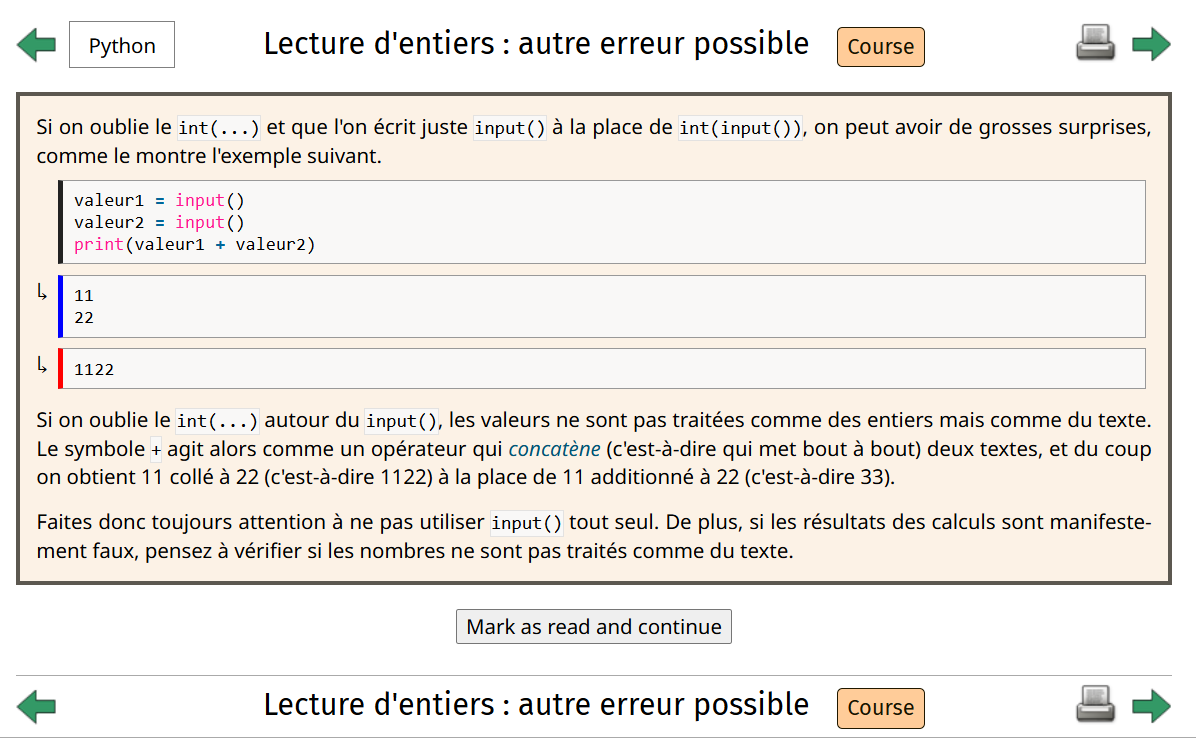 Python
Lecture d'entiers : autre erreur possible
Course
Si on oublie le int(...) et que l'on écrit juste input() à la place de int(input()), on peut avoir de grosses surprises,
comme le montre l'exemple suivant.
valeur1 = input()
valeur2 = input()
print(valeur1 + valeur2)
↳
11
22
↳
1122
Si on oublie le int(...) autour du input(), les valeurs ne sont pas traitées comme des entiers mais comme du texte.
Le symbole + agit alors comme un opérateur qui concatène (c'est-à-dire qui met bout à bout) deux textes, et du coup
on obtient 11 collé à 22 (c'est-à-dire 1122) à la place de 11 additionné à 22 (c'est-à-dire 33).
Faites donc toujours attention à ne pas utiliser input() tout seul. De plus, si les résultats des calculs sont manifeste-
ment faux, pensez à vérifier si les nombres ne sont pas traités comme du texte.
Mark as read and continue
Lecture d'entiers : autre erreur possible
Course